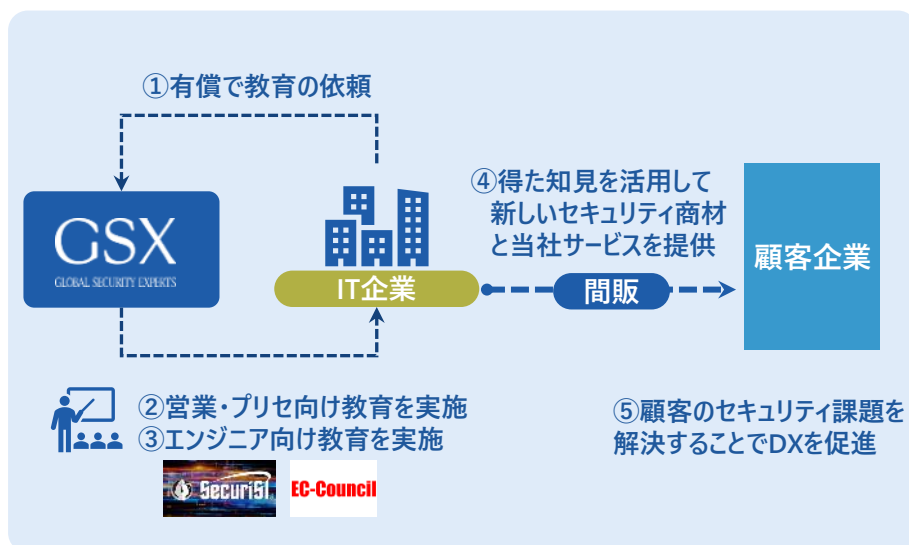 ①有償で教育の依頼
GSX
GLOBAL SECURITY EXPERTS
IT企業
④得た知見を活用して
新しいセキュリティ商材
と当社サービスを提供
間販
顧客企業
②営業・プリセ向け教育を実施
③エンジニア向け教育を実施
SecuriST
EC-Council
⑤顧客のセキュリティ課題を
解決することでDXを促進